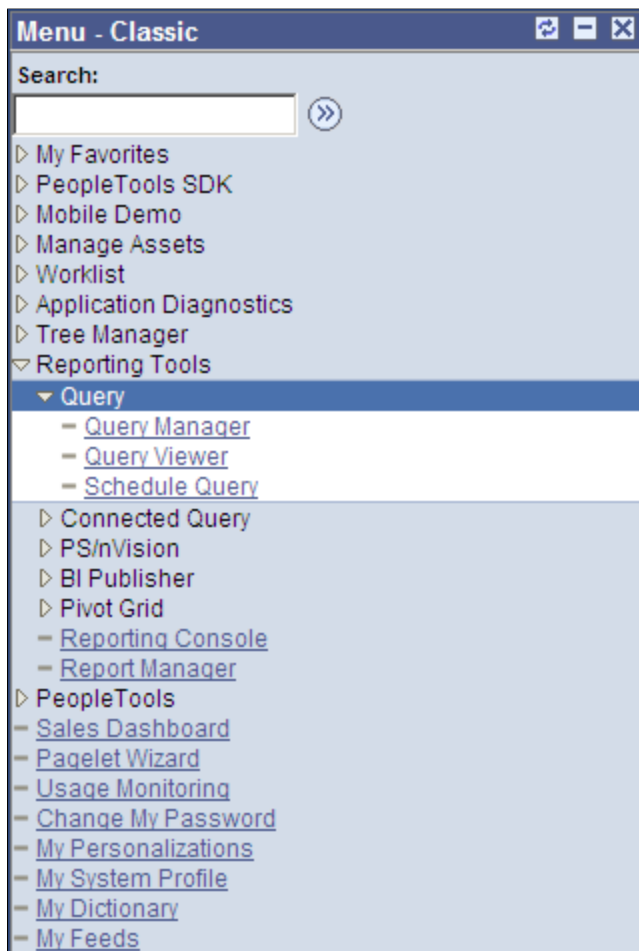 Menu - Classic
Search:
My Favorites
PeopleTools SDK
Mobile Demo
Manage Assets
Worklist
Application Diagnostics
Tree Manager
Reporting Tools
Query
Query Manager
Query Viewer
Schedule Query
Connected Query
PS/nVision
BI Publisher
Pivot Grid
Reporting Console
Report Manager
PeopleTools
Sales Dashboard
Pagelet Wizard
Usage Monitoring
Change My Password
My Personalizations
My System Profile
My Dictionary
My Feeds